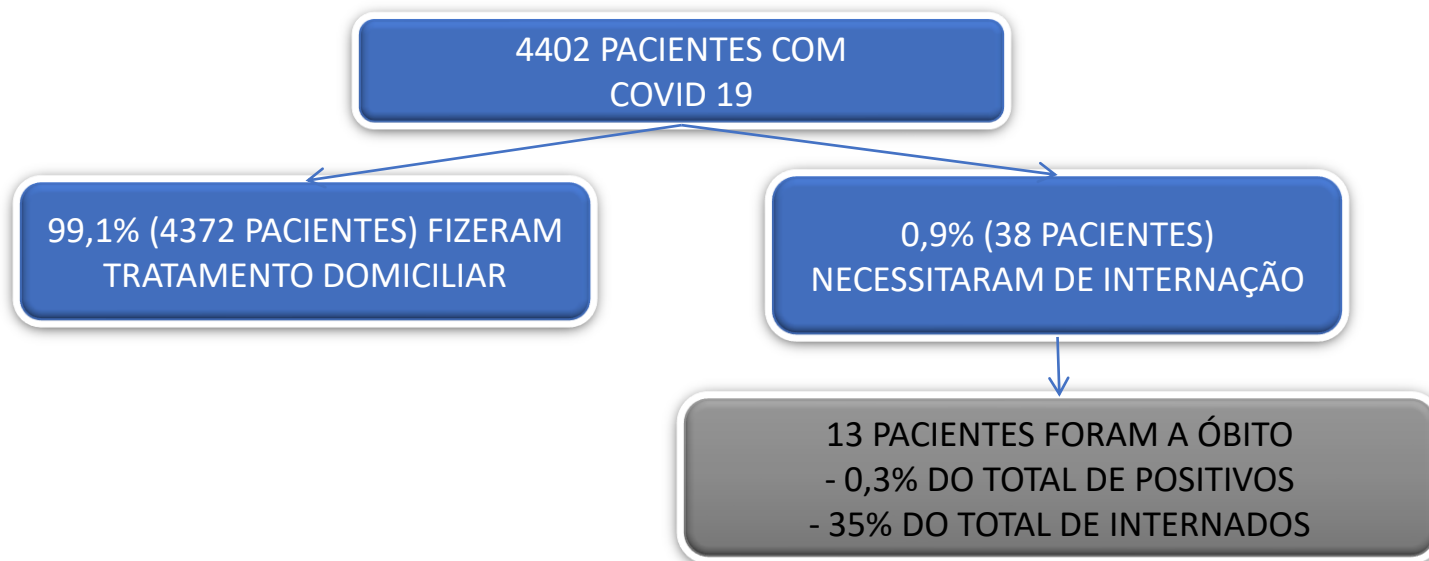 4402 PACIENTES COM
COVID 19
99,1% (4372 PACIENTES) FIZERAM
TRATAMENTO DOMICILIAR
0,9% (38 PACIENTES)
NECESSITARAM DE INTERNAÇÃO
13 PACIENTES FORAM A ÓBITO
- 0,3% DO TOTAL DE POSITIVOS
- 35% DO TOTAL DE INTERNADOS